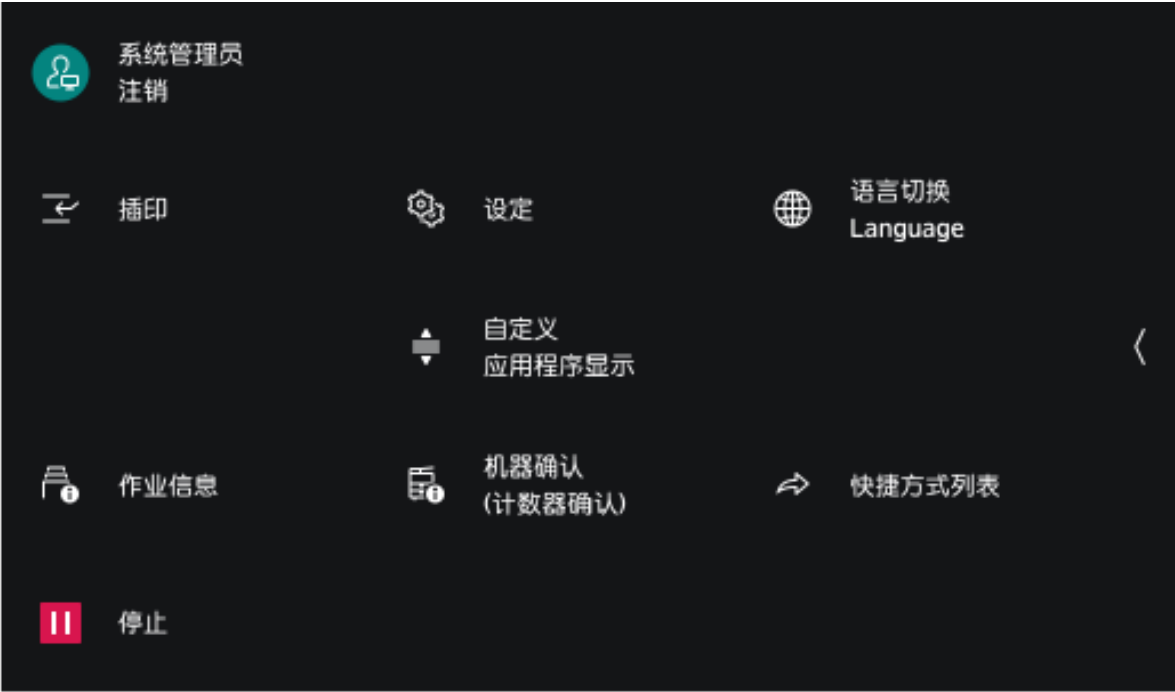 系统管理员
注销
插印
设定
语言切换
Language
自定义
应用程序显示
作业信息
机器确认
(计数器确认)
快捷方式列表
停止